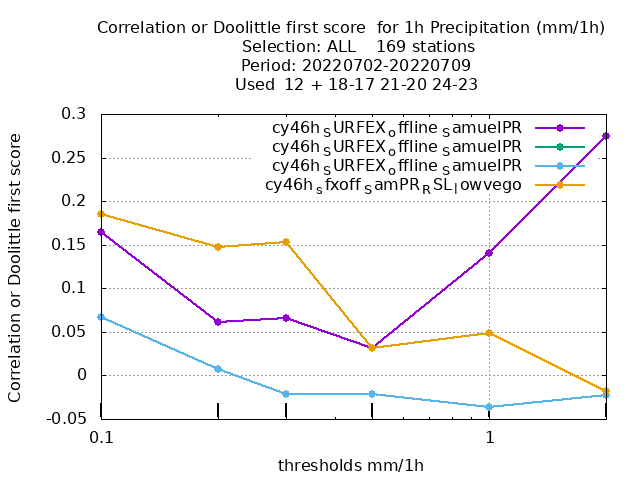 Correlation or Doolittle first score  for 1h Precipitation (mm/1h)
Selection: ALL    169 stations
Period: 20220702-20220709
Used  12 + 18-17 21-20 24-23
cy46h_SURFEX_offline_SamuelPR
cy46h_SURFEX_offline_SamuelPR
cy46h_SURFEX_offline_SamuelPR
cy46h_sfxoff_SamPR_RSL_lowvego
Correlation or Doolittle first score
0.3
0.25
0.2
0.15
0.1
0.05
0
-0.05
0.1
1
thresholds mm/1h